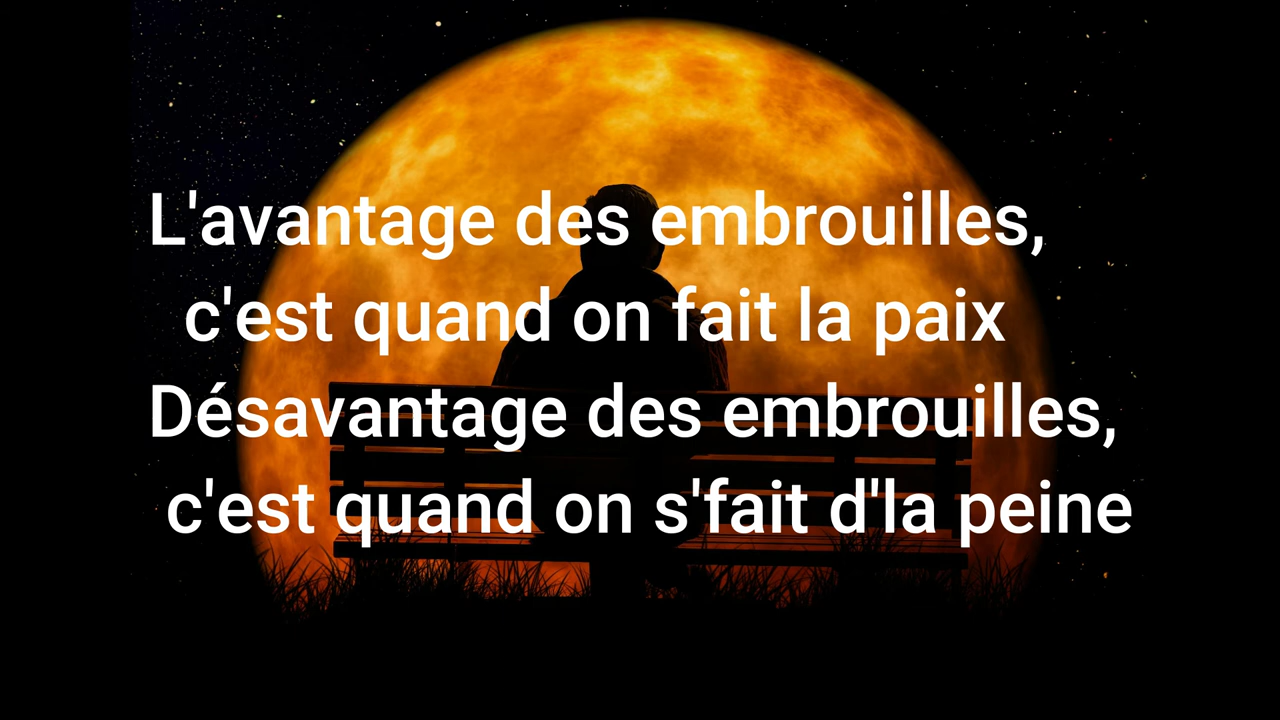 L'avantage des embrouilles,
c'est quand on fait la paix
Désavantage des embrouilles,
c'est quand on s'fait d'la peine